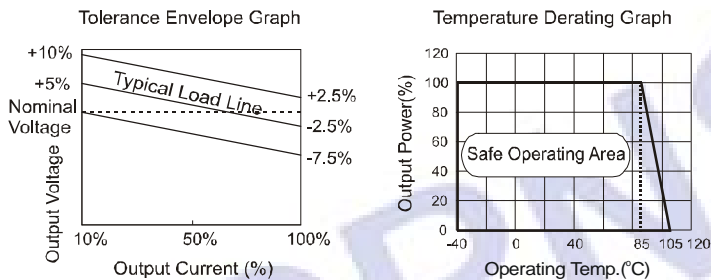 Tolerance Envelope Graph
+10%
+5%
Nominal
Voltage
Typical Load Line
+2.5%
-2.5%
-7.5%
Output Voltage
10%
50%
100%
Output Current (%)
Temperature Derating Graph
Output Power(%)
120
100
80
60
40
20
0
Safe Operating Area
-40
0
40
85
105
120
Operating Temp.(°C)